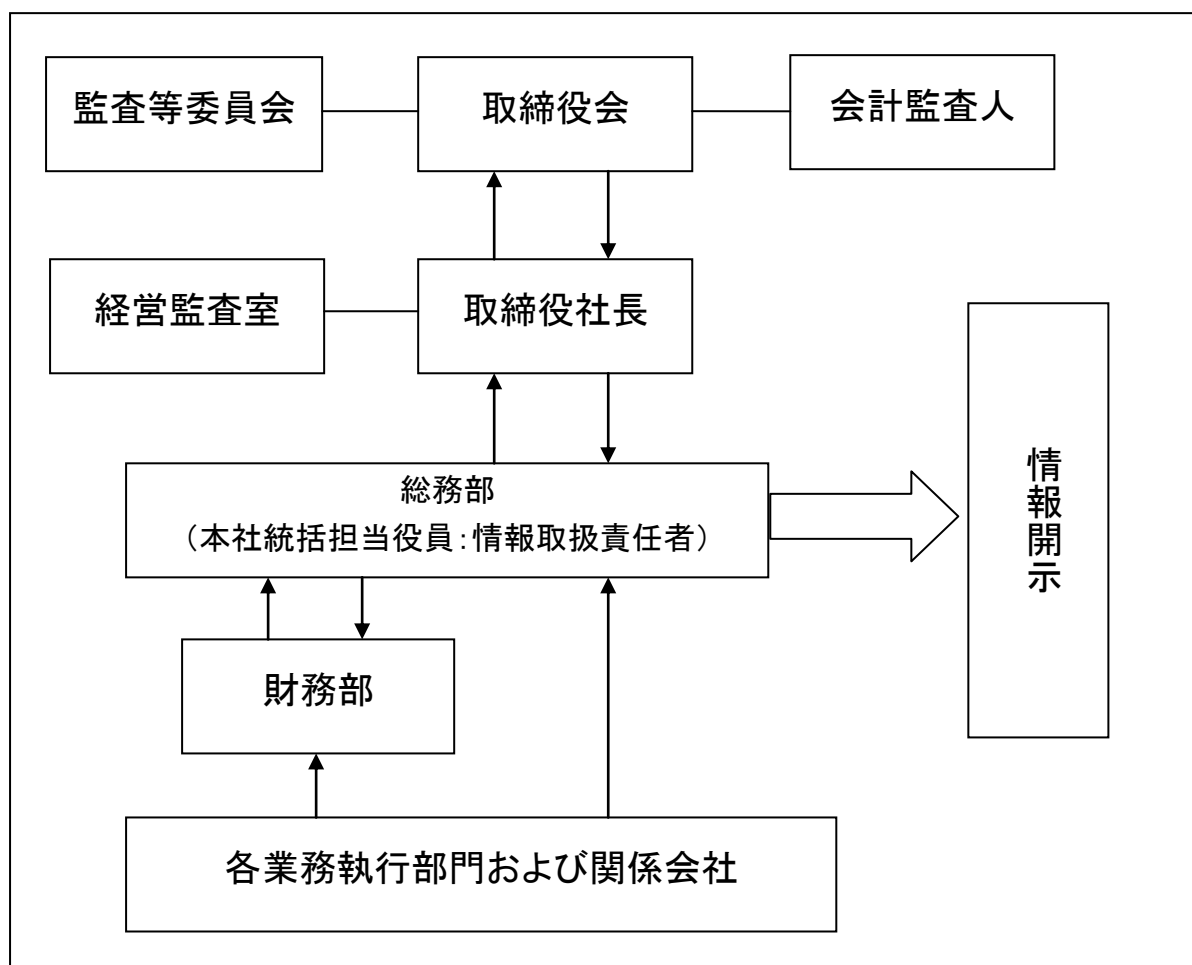 監査等委員会
取締役会
会計監査人
経営監査室
取締役社長
総務部
（本社統括担当役員：情報取扱責任者）
情報開示
財務部
各業務執行部門および関係会社